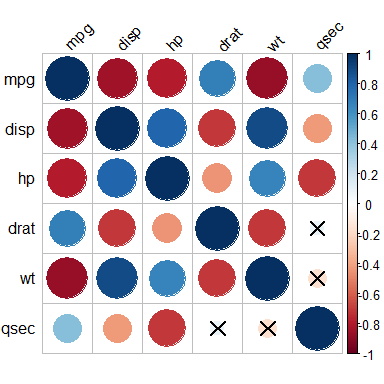 mpg disp hp drat wt qsec
mpg
disp
hp
drat
wt
qsec
1
0.8
0.6
0.4
0.2
0
-0.2
-0.4
-0.6
-0.8
-1